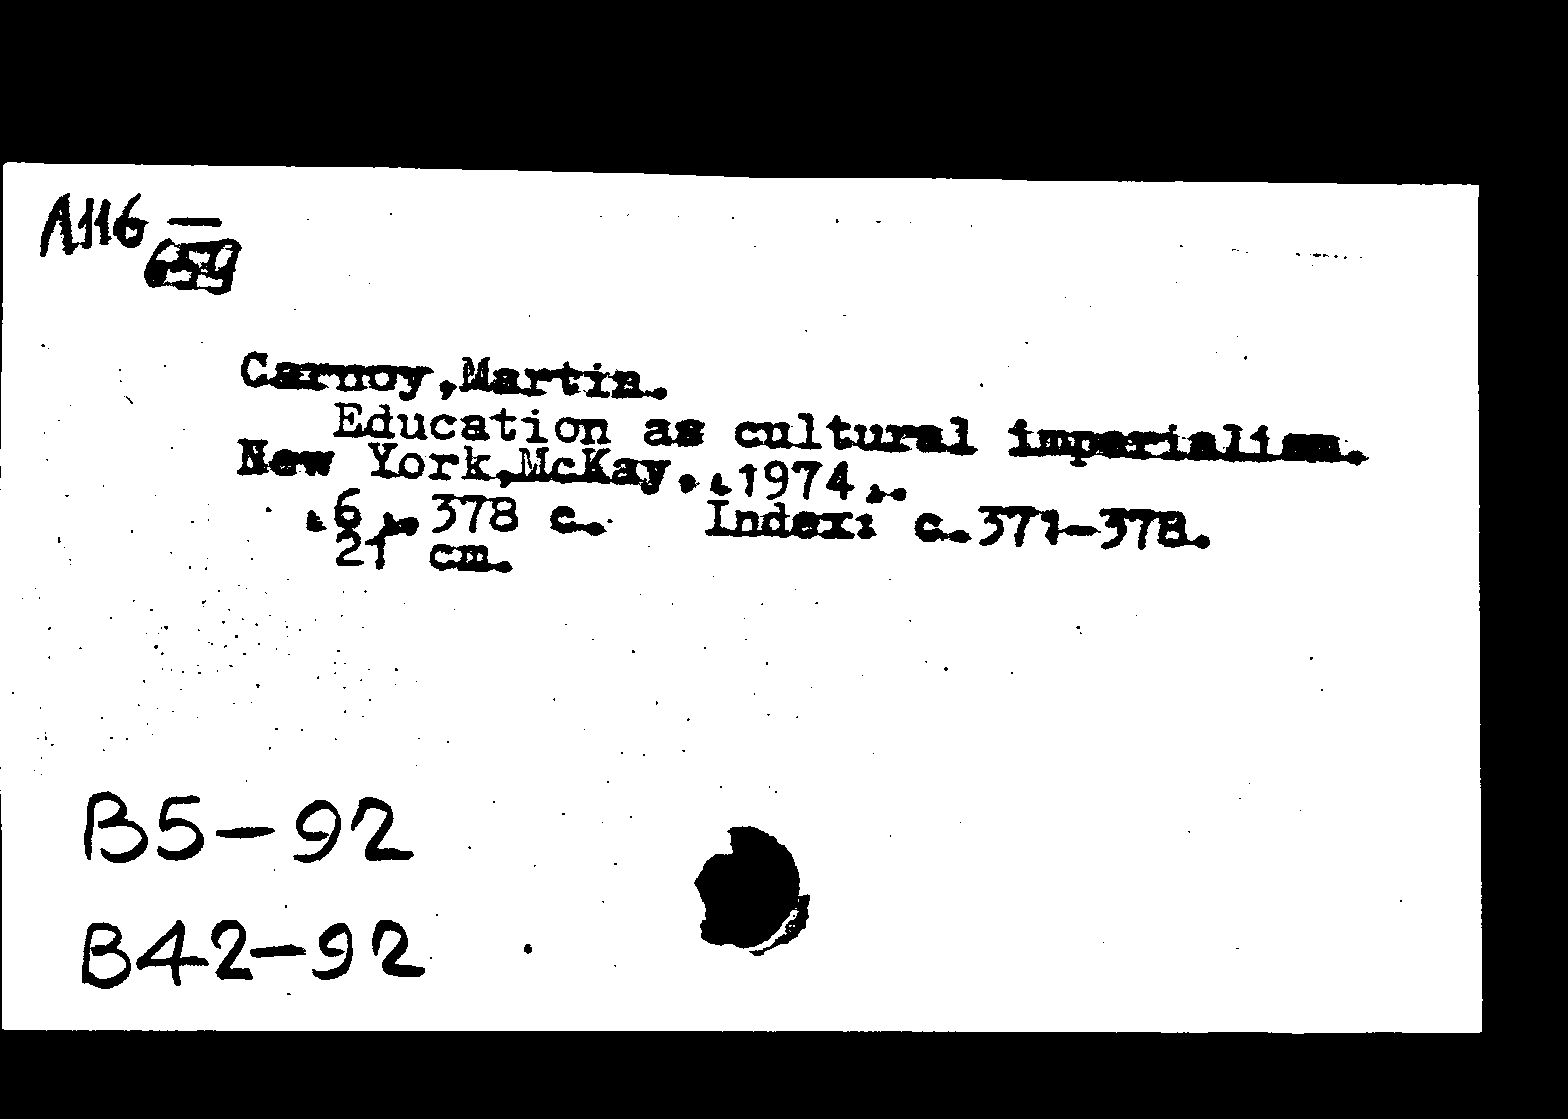 A116 —
659
Carnoy,Martin.
Education as cultural imperialism.
New York,McKay.[1974].
[6],378 c. Index: c.371-378.
21 cm.
B5-92
B42-92